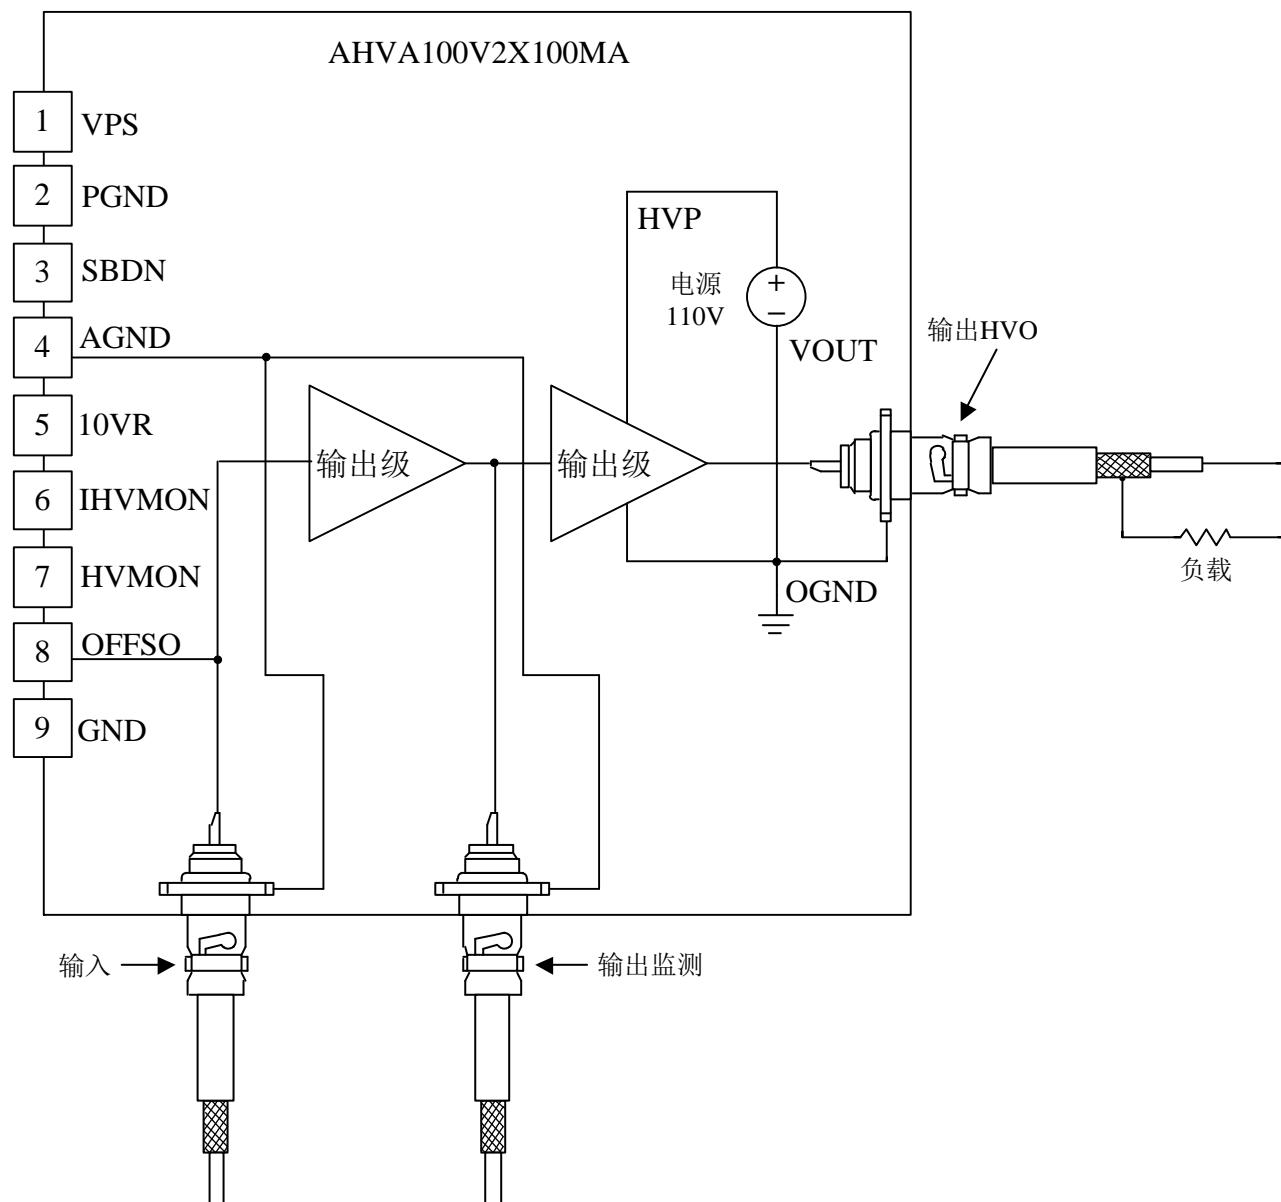 AHVA100V2X100MA
1 VPS
2 PGND
3 SBDN
4 AGND
5 10VR
6 IHVMON
7 HVMON
8 OFFSO
9 GND
HVP
电源
110V
+
−
VOUT
输出HVO
输出级
输出级
负载
OGND
输入
输出监测